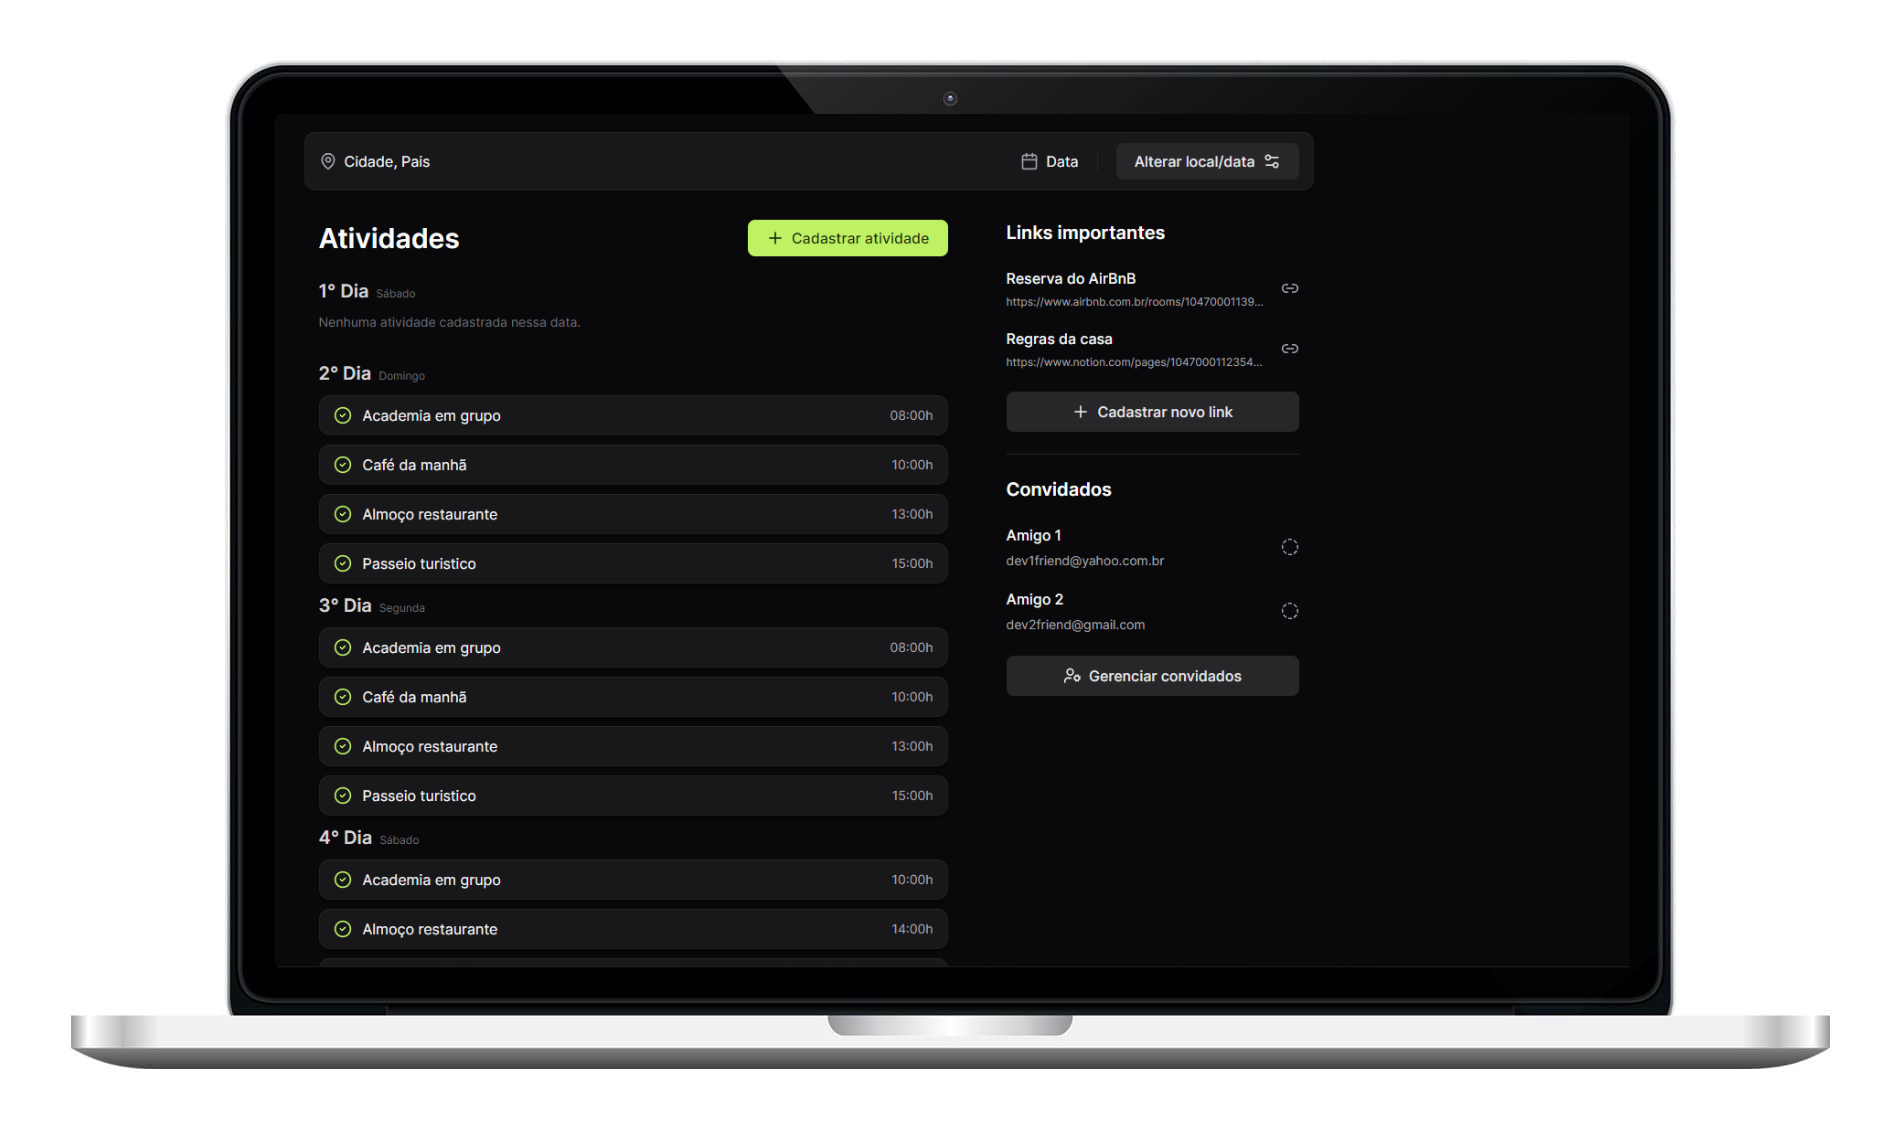 Cidade, Pais
Data
Alterar local/data
Atividades
Cadastrar atividade
1° Dia Sábado
Nenhuma atividade cadastrada nessa data.
2° Dia Domingo
Academia em grupo 08:00h
Café da manhã 10:00h
Almoço restaurante 13:00h
Passeio turistico 15:00h
3° Dia Segunda
Academia em grupo 08:00h
Café da manhã 10:00h
Almoço restaurante 13:00h
Passeio turistico 15:00h
4° Dia Sábado
Academia em grupo 10:00h
Almoço restaurante 14:00h
Links importantes
Reserva do AirBnB
https://www.airbnb.com.br/rooms/10470001139...
Regras da casa
https://www.notion.com/pages/1047000112354...
Cadastrar novo link
Convidados
Amigo 1
dev1friend@yahoo.com.br
Amigo 2
dev2friend@gmail.com
Gerenciar convidados